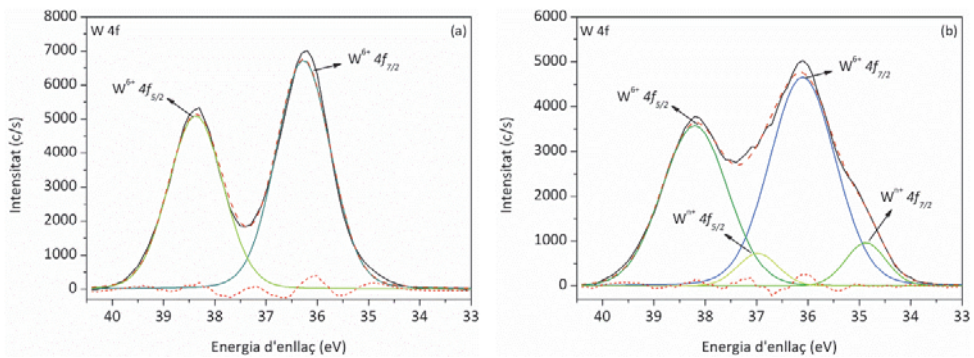 W 4f
(a)
W6+ 4f5/2
W6+ 4f7/2
Intensitat (c/s)
8000
7000
6000
5000
4000
3000
2000
1000
0
40 39 38 37 36 35 34 33
Energia d'enllaç (eV)
W 4f
(b)
W6+ 4f5/2
W6+ 4f7/2
Wn+ 4f5/2
Wn+ 4f7/2
Intensitat (c/s)
6000
5000
4000
3000
2000
1000
0
40 39 38 37 36 35 34 33
Energia d'enllaç (eV)